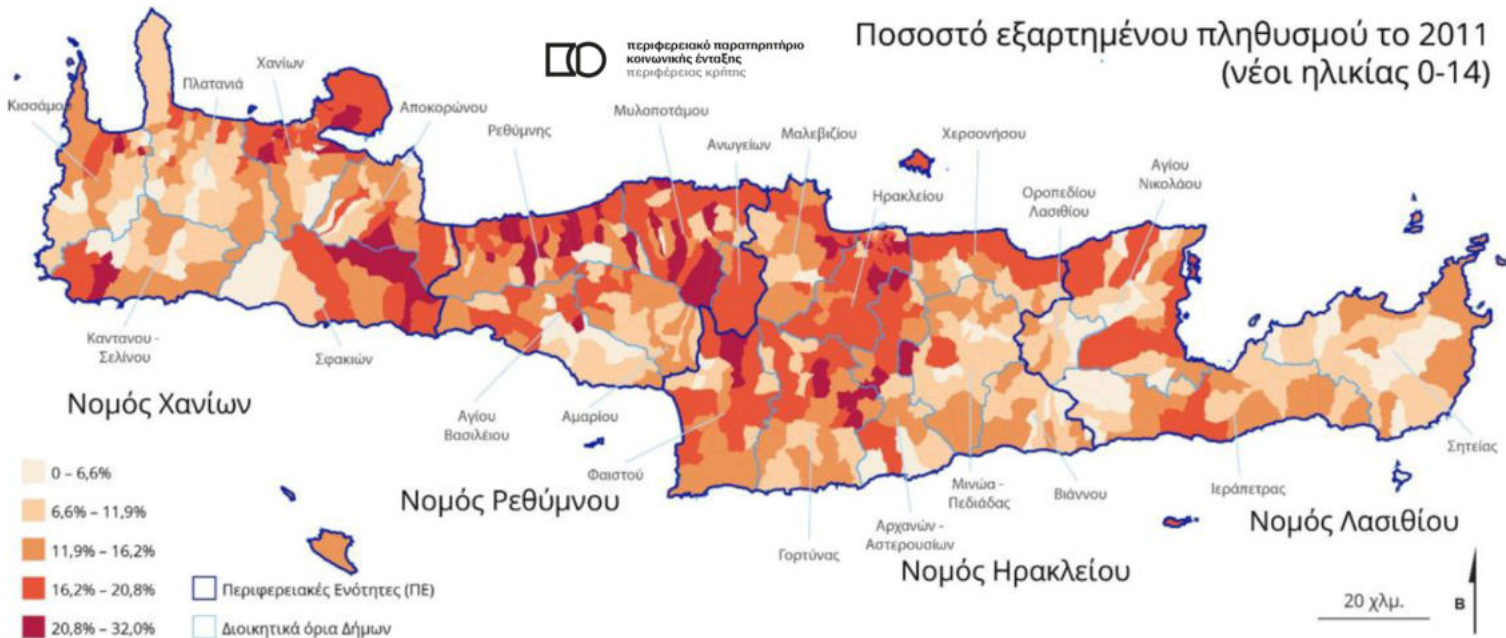 Ποσοστό εξαρτημένου πληθυσμού το 2011
(νέοι ηλικίας 0-14)
περιφερειακό παρατηρητήριο
κοινωνικής ένταξης
περιφέρειας κρήτης
Κισσάμου
Πλατανιά
Χανίων
Αποκορώνου
Ρεθύμνης
Μυλοποτάμου
Ανωγείων
Μαλεβιζίου
Ηρακλείου
Χερσονήσου
Οροπεδίου
Λασιθίου
Αγίου
Νικολάου
Καντανου -
Σελίνου
Σφακιών
Αγίου
Βασιλείου
Αμαρίου
Φαιστού
Γορτύνας
Αρχανών -
Αστερουσίων
Μινώα -
Πεδιάδας
Βιάννου
Ιεράπετρας
Σητείας
Νομός Χανίων
Νομός Ρεθύμνου
Νομός Ηρακλείου
Νομός Λασιθίου
0 – 6,6%
6,6% – 11,9%
11,9% – 16,2%
16,2% – 20,8%
20,8% – 32,0%
Περιφερειακές Ενότητες (ΠΕ)
Διοικητικά όρια Δήμων
20 χλμ.
Β